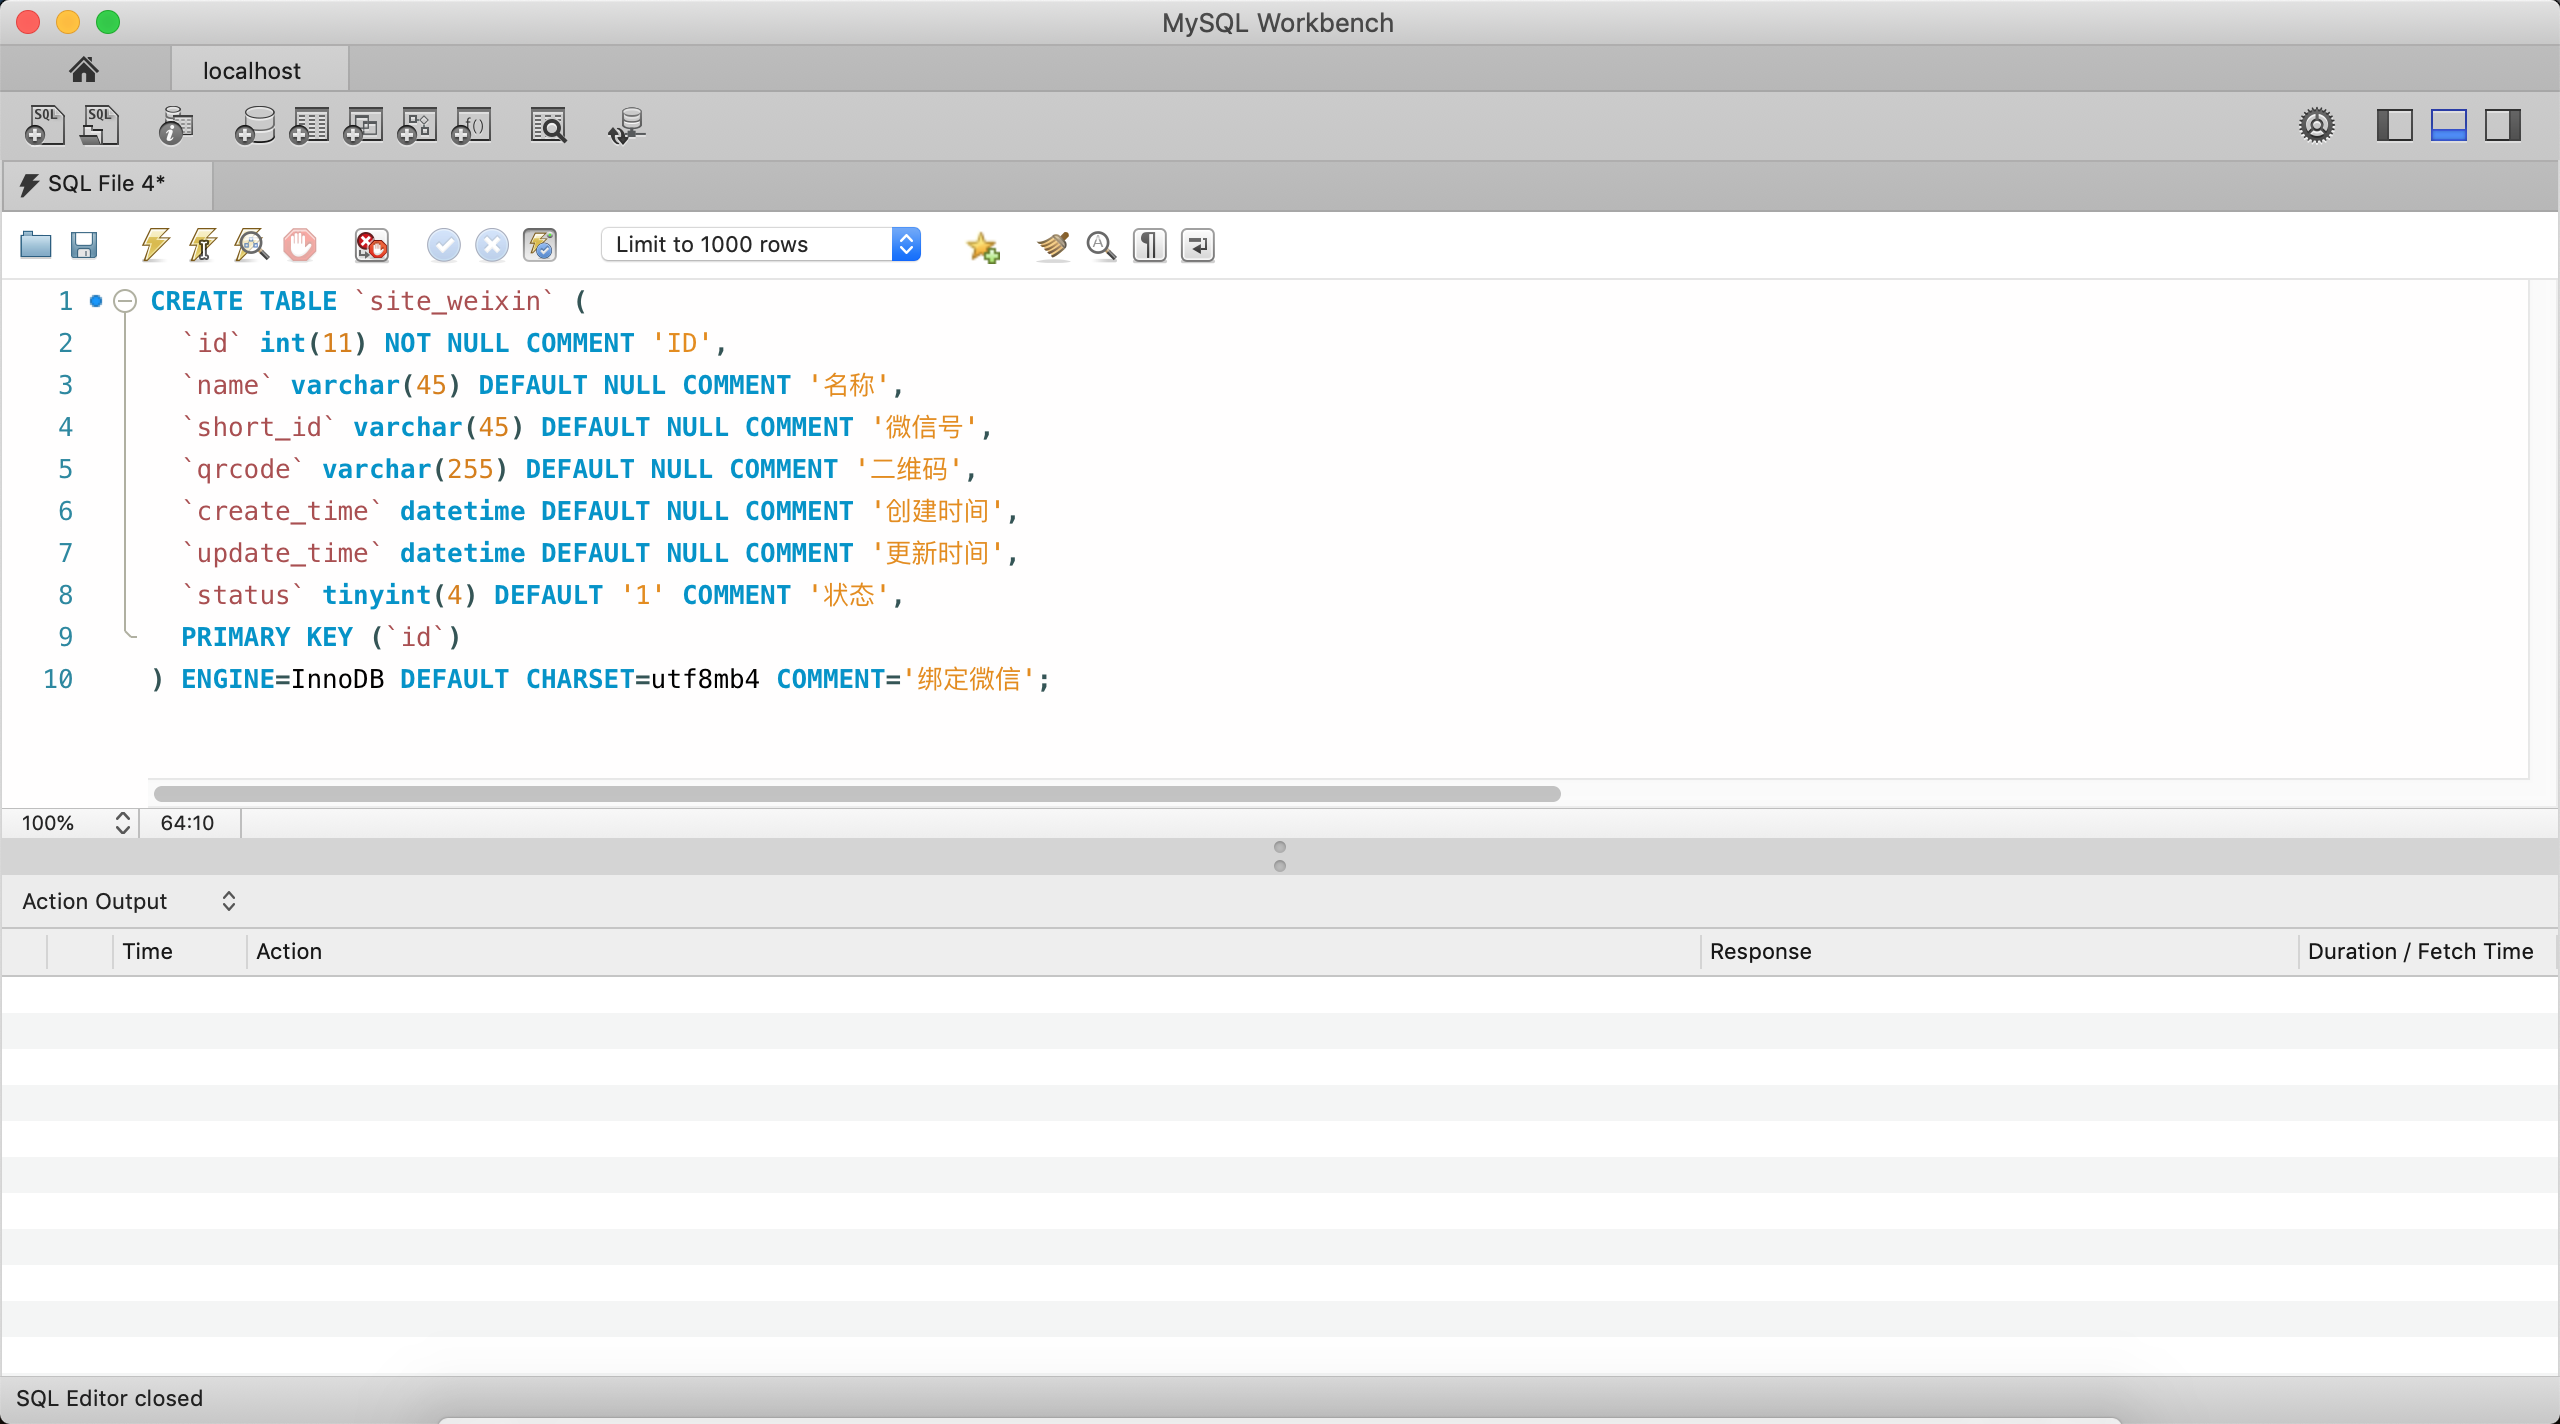 MySQL Workbench
localhost
SQL File 4*
Limit to 1000 rows
1 CREATE TABLE `site_weixin` (
2 `id` int(11) NOT NULL COMMENT 'ID',
3 `name` varchar(45) DEFAULT NULL COMMENT '名称',
4 `short_id` varchar(45) DEFAULT NULL COMMENT '微信号',
5 `qrcode` varchar(255) DEFAULT NULL COMMENT '二维码',
6 `create_time` datetime DEFAULT NULL COMMENT '创建时间',
7 `update_time` datetime DEFAULT NULL COMMENT '更新时间',
8 `status` tinyint(4) DEFAULT '1' COMMENT '状态',
9 PRIMARY KEY (`id`)
10 ) ENGINE=InnoDB DEFAULT CHARSET=utf8mb4 COMMENT='绑定微信';
100% 64:10
Action Output
Time Action Response Duration / Fetch Time
SQL Editor closed